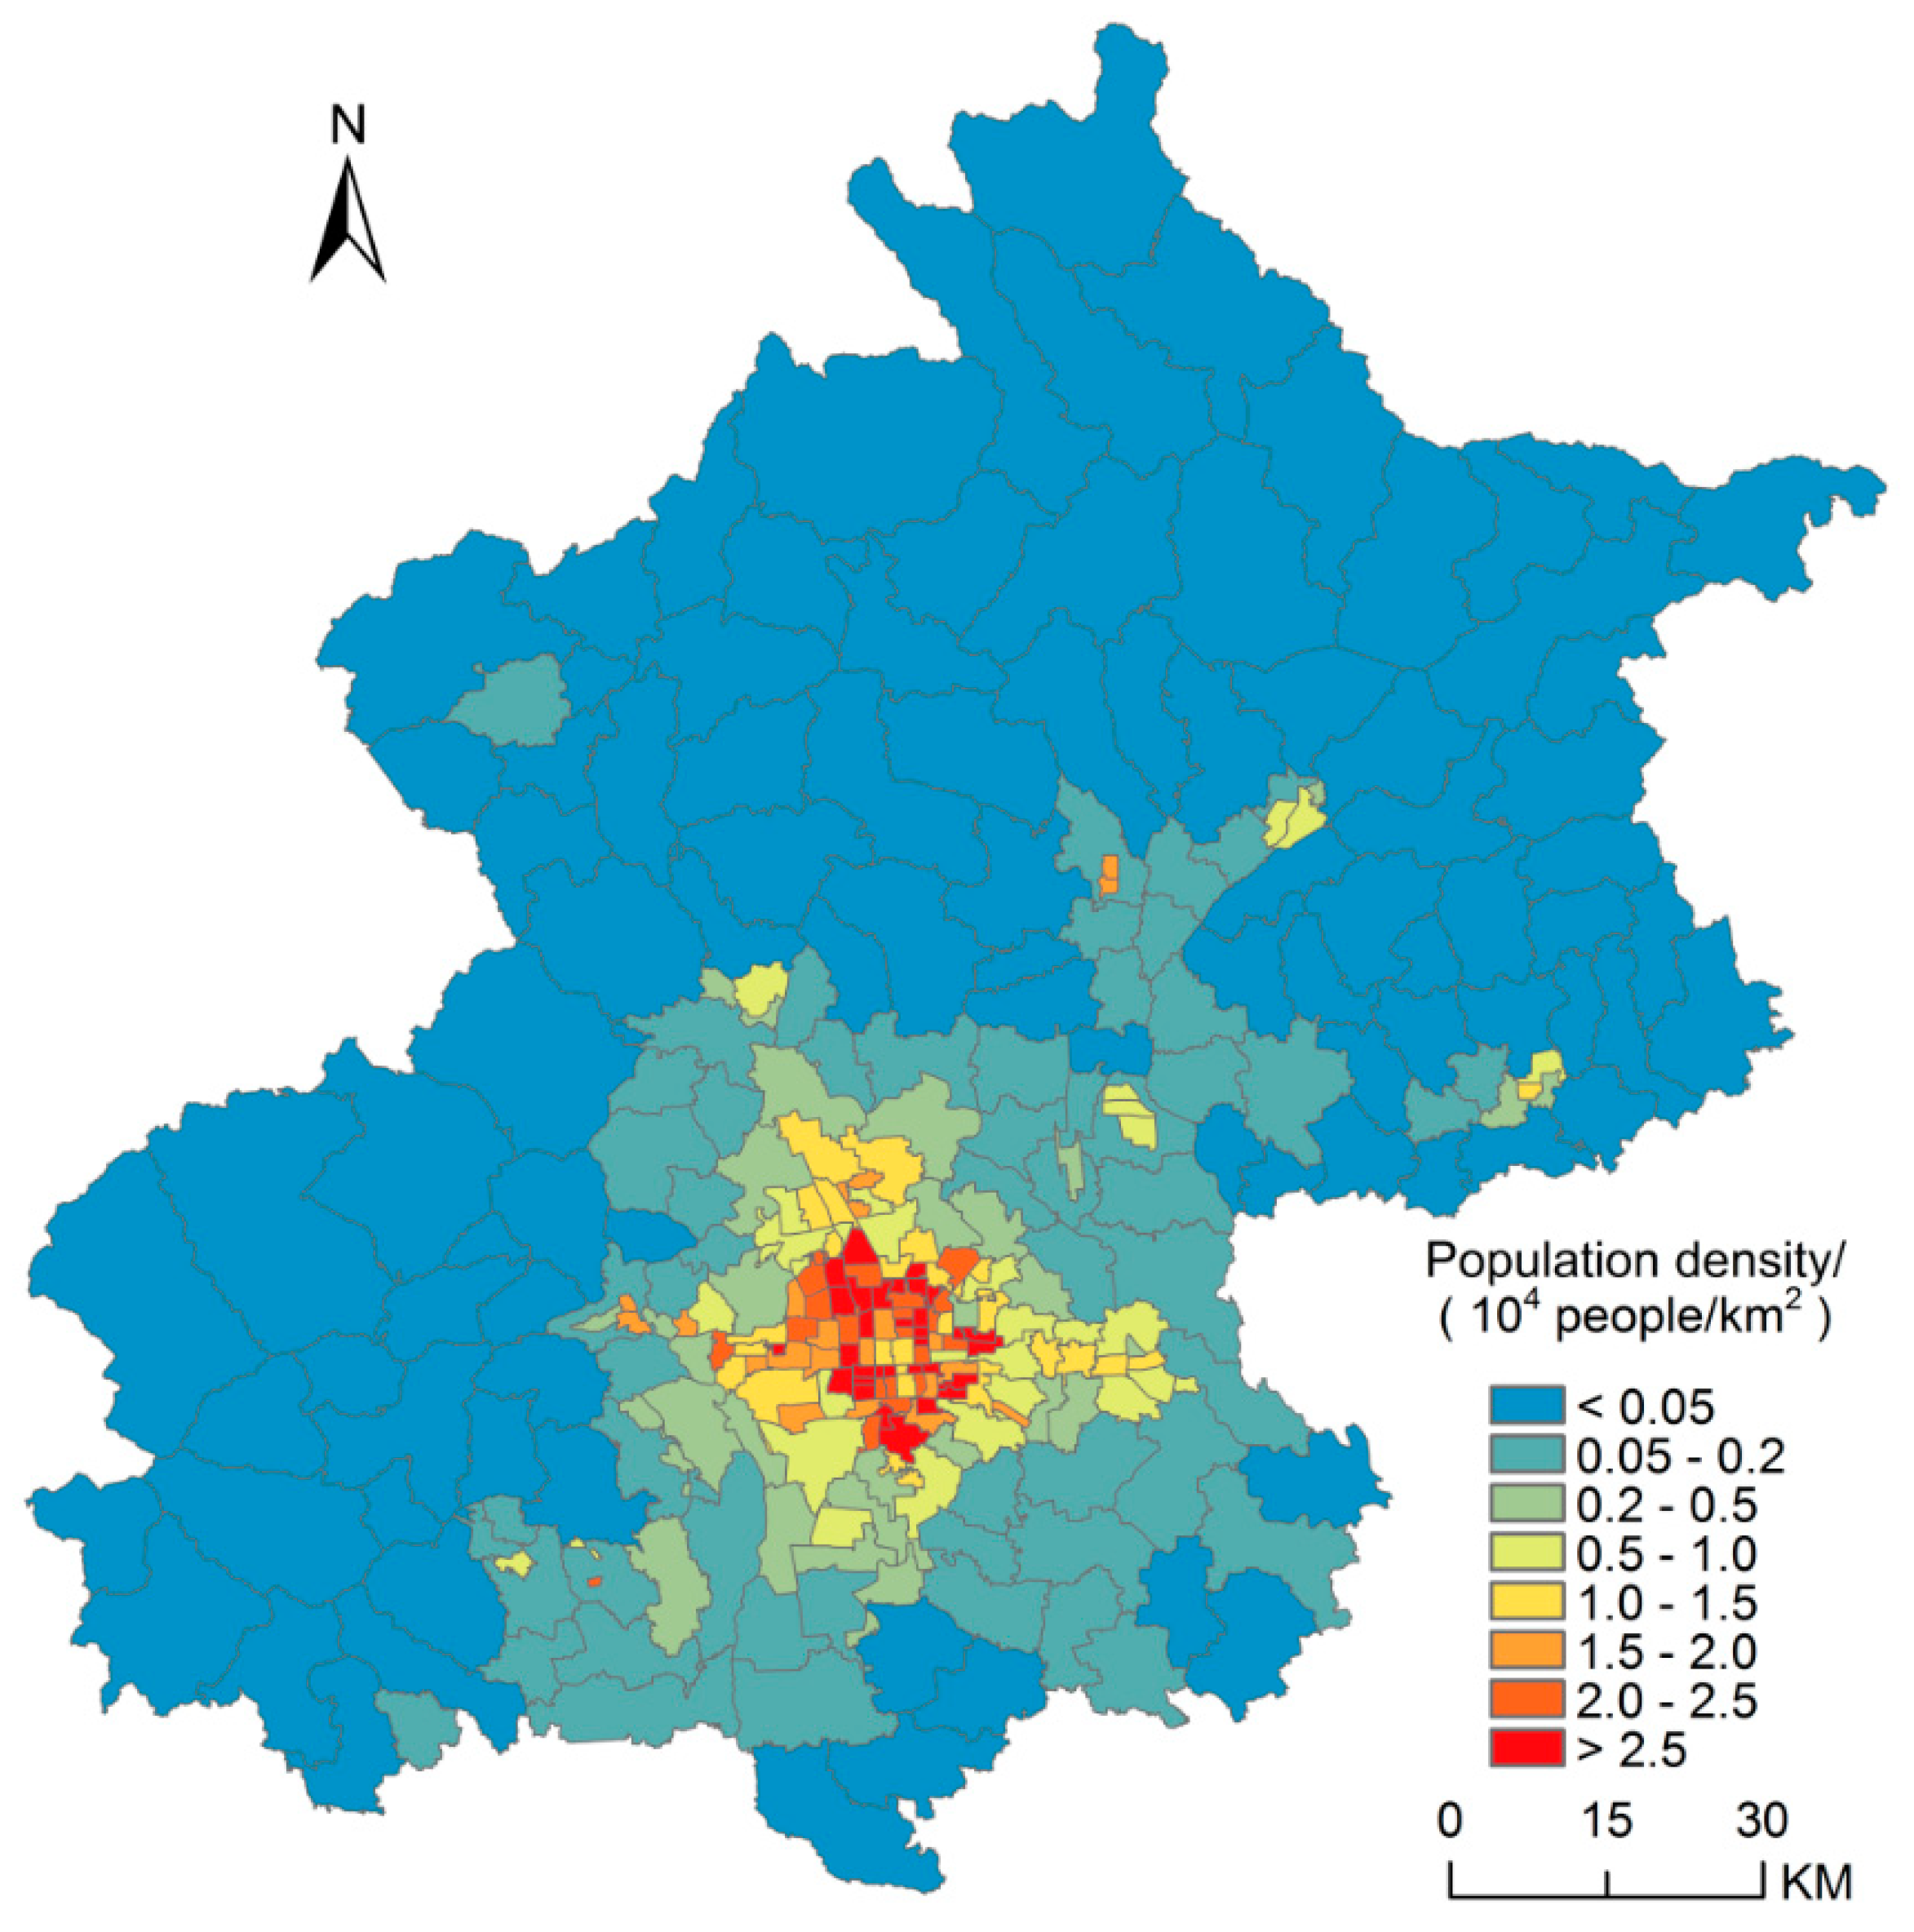 N
Population density/
( 10⁴ people/km² )
< 0.05
0.05 - 0.2
0.2 - 0.5
0.5 - 1.0
1.0 - 1.5
1.5 - 2.0
2.0 - 2.5
> 2.5
0 15 30
KM